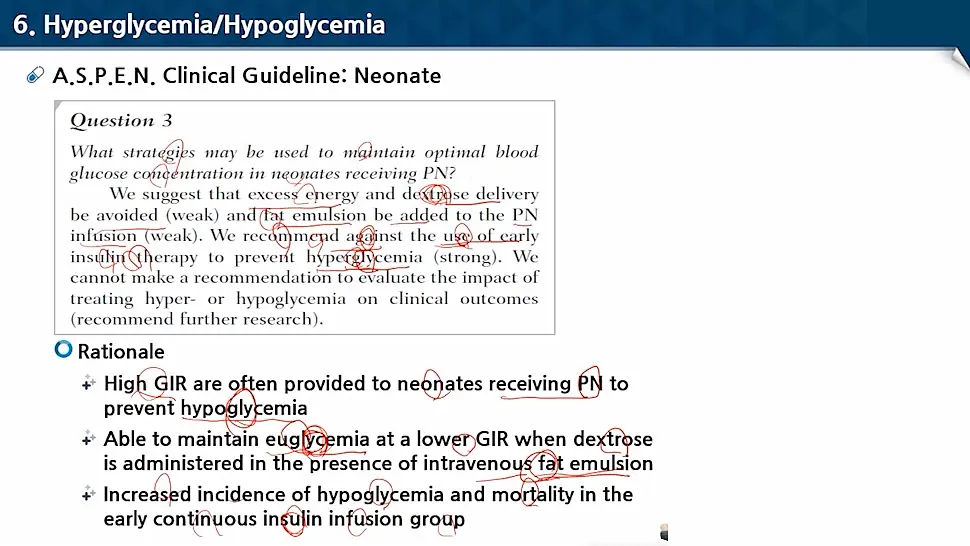 6. Hyperglycemia/Hypoglycemia
A.S.P.E.N. Clinical Guideline: Neonate
Question 3
What strategies may be used to maintain optimal blood
glucose concentration in neonates receiving PN?
We suggest that excess energy and dextrose delivery
be avoided (weak) and fat emulsion be added to the PN
infusion (weak). We recommend against the use of early
insulin therapy to prevent hyperglycemia (strong). We
cannot make a recommendation to evaluate the impact of
treating hyper- or hypoglycemia on clinical outcomes
(recommend further research).
Rationale
High GIR are often provided to neonates receiving PN to
prevent hypoglycemia
Able to maintain euglycemia at a lower GIR when dextrose
is administered in the presence of intravenous fat emulsion
Increased incidence of hypoglycemia and mortality in the
early continuous insulin infusion group